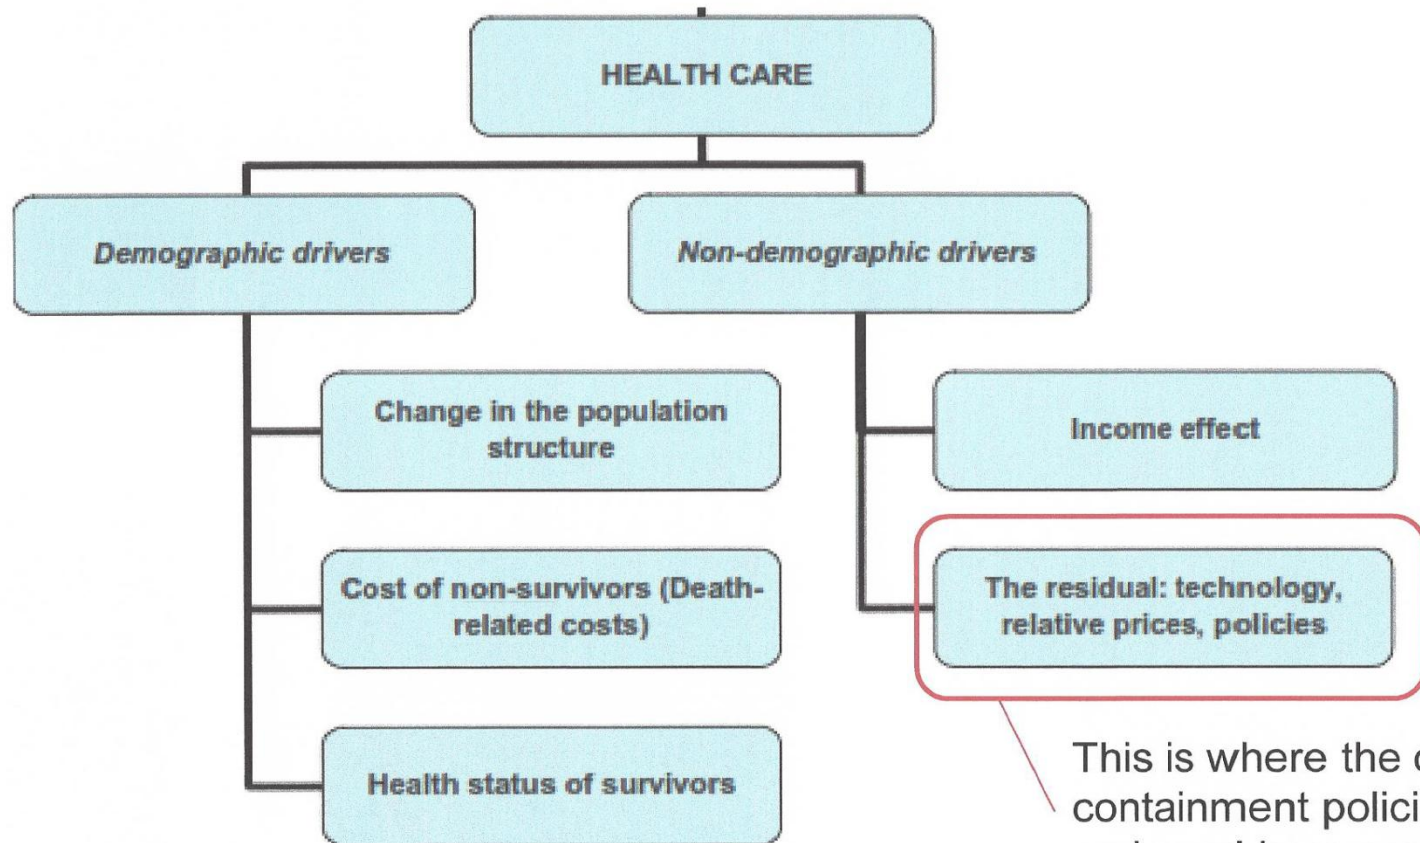 HEALTH CARE
Demographic drivers
Non-demographic drivers
Change in the population
structure
Income effect
Cost of non-survivors (Death-
related costs)
The residual: technology,
relative prices, policies
Health status of survivors
This is where the
containment